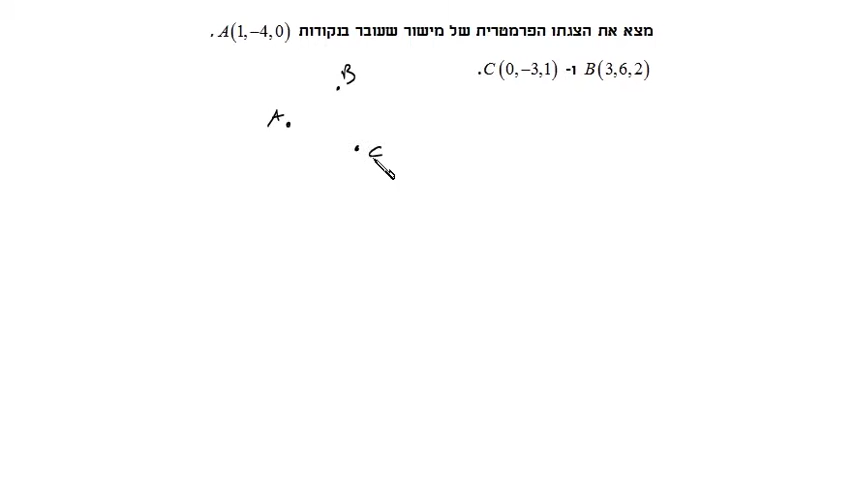 מצא את הצגתו הפרמטרית של מישור שעובר בנקודות A(1,−4,0).
B(3,6,2) ו- C(0,−3,1).
B
A
C